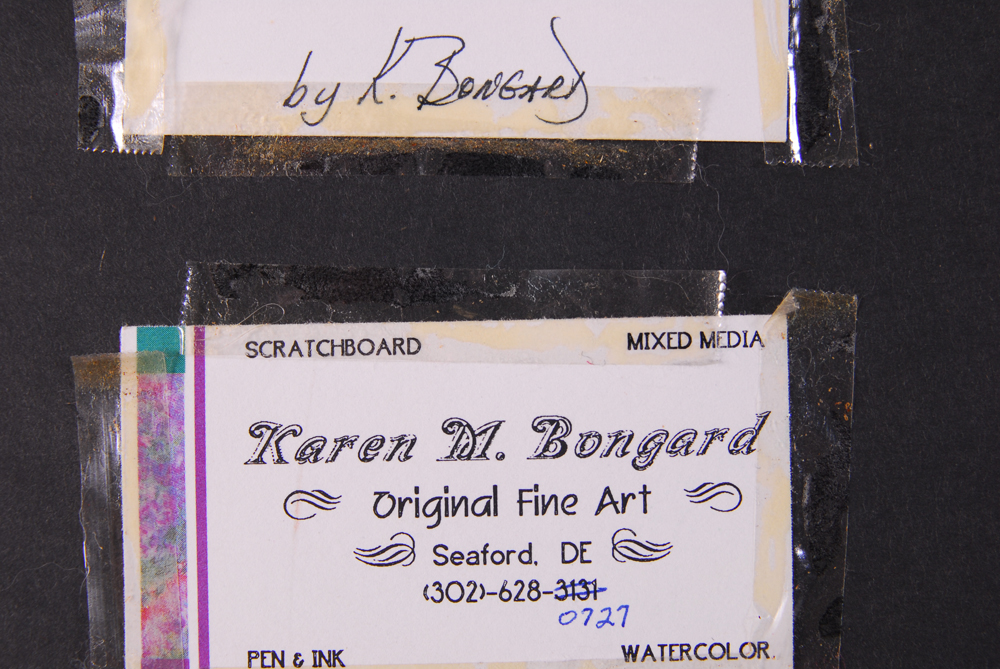 by K. Bongard
SCRATCHBOARD MIXED MEDIA
Karen M. Bongard
Original Fine Art
Seaford, DE
(302)-628-3131
0727
PEN & INK WATERCOLOR